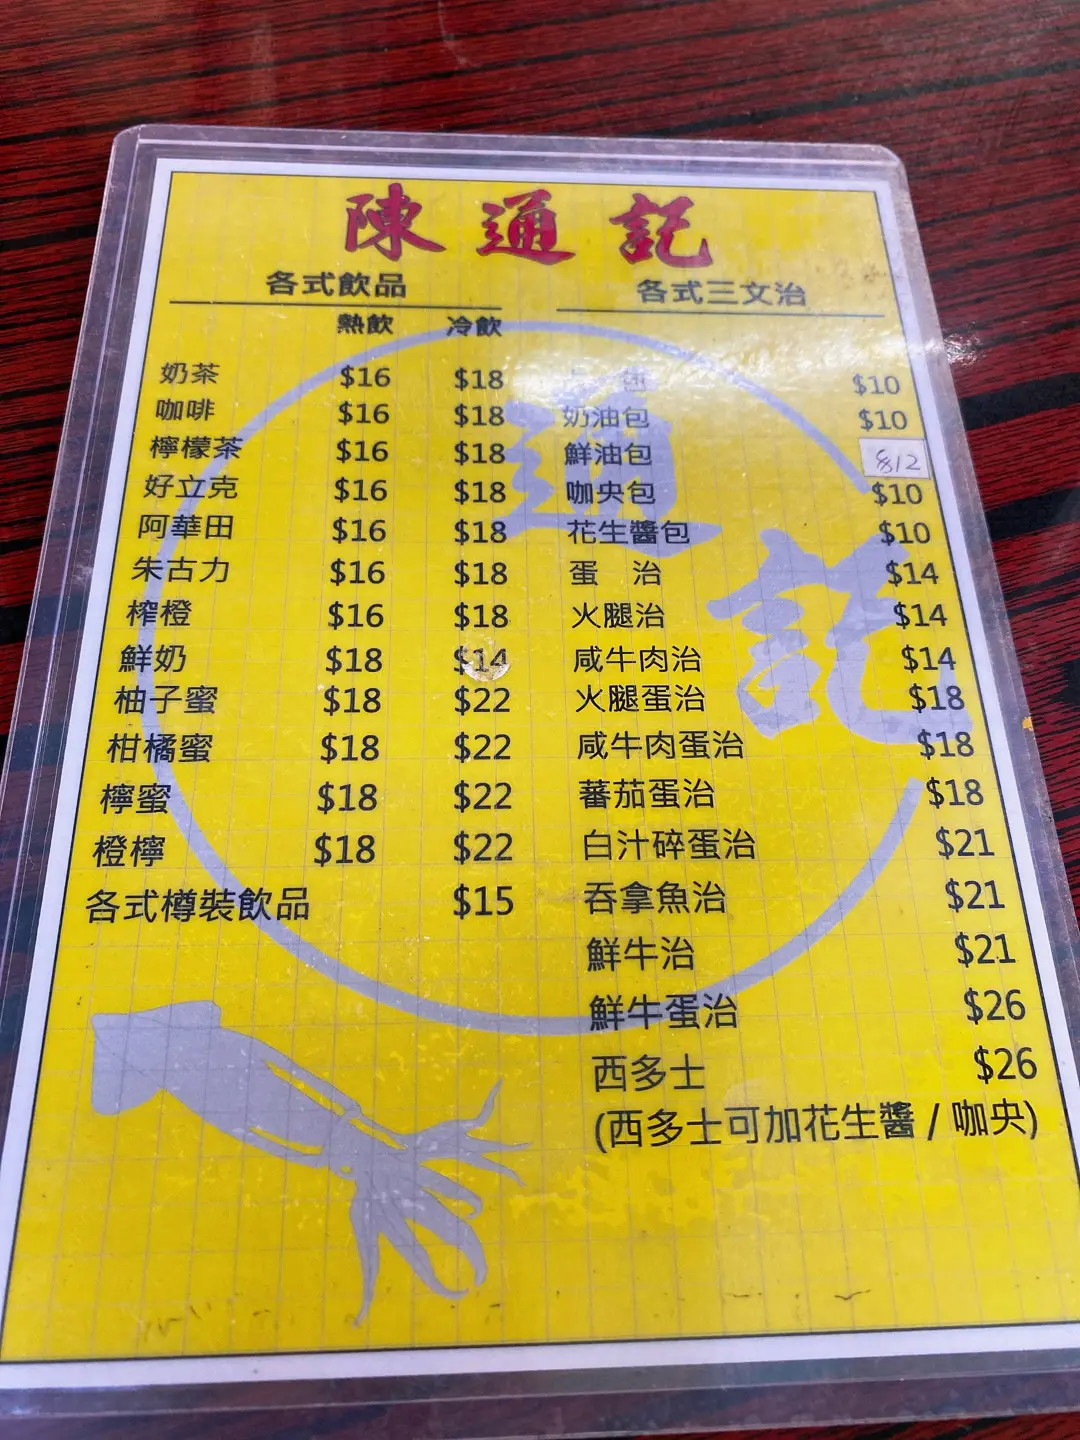 陳通記
各式飲品
熱飲 冷飲
奶茶 $16 $18
咖啡 $16 $18
檸檬茶 $16 $18
好立克 $16 $18
阿華田 $16 $18
朱古力 $16 $18
榨橙 $16 $18
鮮奶 $18 $14
柚子蜜 $18 $22
柑橘蜜 $18 $22
檸蜜 $18 $22
橙檸 $18 $22
各式樽裝飲品 $15
各式三文治
$10
奶油包 $10
鮮油包 $12
咖央包 $10
花生醬包 $10
蛋 治 $14
火腿治 $14
咸牛肉治 $14
火腿蛋治 $18
咸牛肉蛋治 $18
蕃茄蛋治 $18
白汁碎蛋治 $21
吞拿魚治 $21
鮮牛治 $21
鮮牛蛋治 $26
西多士 $26
(西多士可加花生醬 / 咖央)
通記